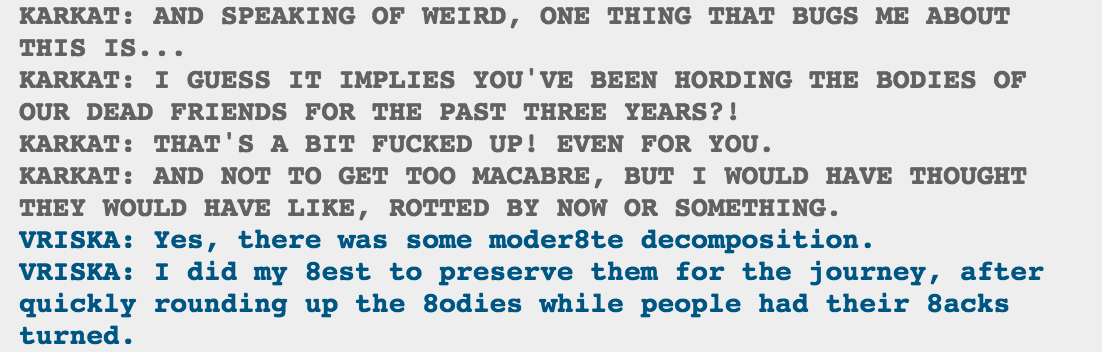 KARKAT: AND SPEAKING OF WEIRD, ONE THING THAT BUGS ME ABOUT
THIS IS...
KARKAT: I GUESS IT IMPLIES YOU'VE BEEN HORDING THE BODIES OF
OUR DEAD FRIENDS FOR THE PAST THREE YEARS?!
KARKAT: THAT'S A BIT FUCKED UP! EVEN FOR YOU.
KARKAT: AND NOT TO GET TOO MACABRE, BUT I WOULD HAVE THOUGHT
THEY WOULD HAVE LIKE, ROTTED BY NOW OR SOMETHING.
VRISKA: Yes, there was some moder8te decomposition.
VRISKA: I did my 8est to preserve them for the journey, after
quickly rounding up the 8odies while people had their 8acks
turned.